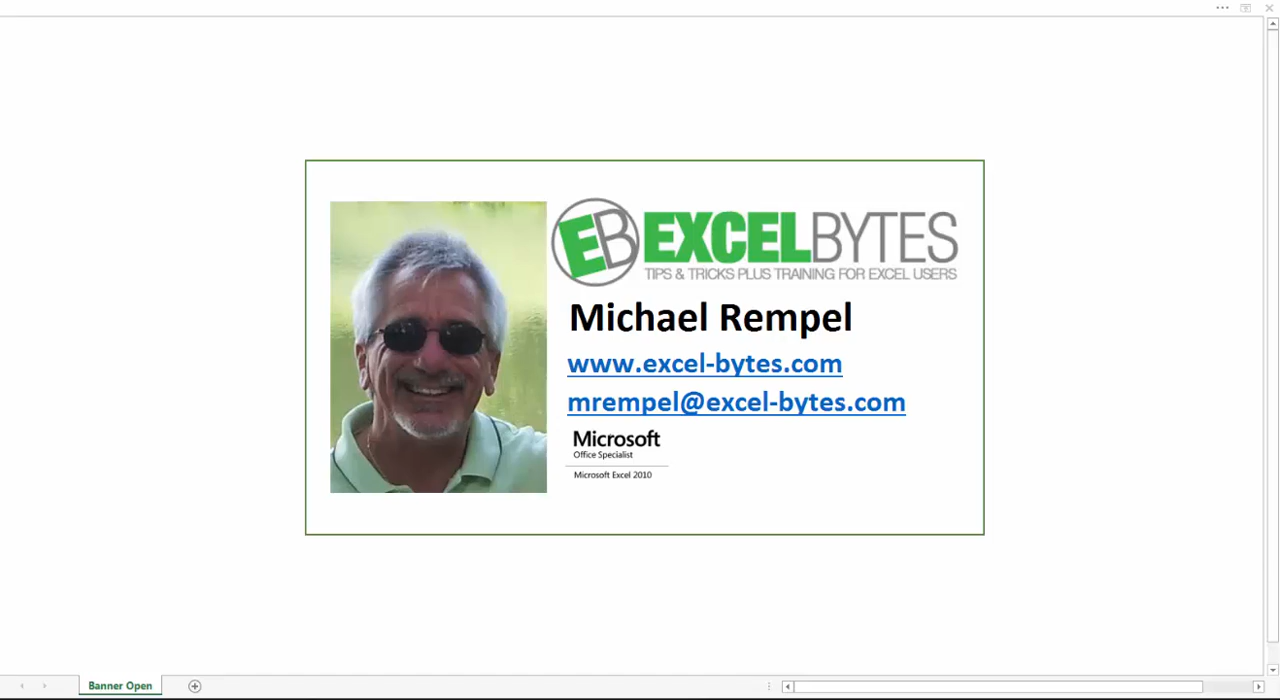 EB EXCELBYTES
TIPS & TRICKS PLUS TRAINING FOR EXCEL USERS
Michael Rempel
www.excel-bytes.com
mrempel@excel-bytes.com
Microsoft
Office Specialist
Microsoft Excel 2010
Banner Open